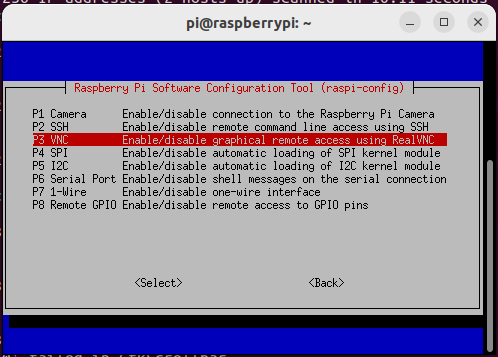 256 IP addresses (2 hosts up) scanned in 10.11 seconds
pi@raspberrypi: ~
Raspberry Pi Software Configuration Tool (raspi-config)
P1 Camera Enable/disable connection to the Raspberry Pi Camera
P2 SSH Enable/disable remote command line access using SSH
P3 VNC Enable/disable graphical remote access using RealVNC
P4 SPI Enable/disable automatic loading of SPI kernel module
P5 I2C Enable/disable automatic loading of I2C kernel module
P6 Serial Port Enable/disable shell messages on the serial connection
P7 1-Wire Enable/disable one-wire interface
P8 Remote GPIO Enable/disable remote access to GPIO pins
<Select> <Back>